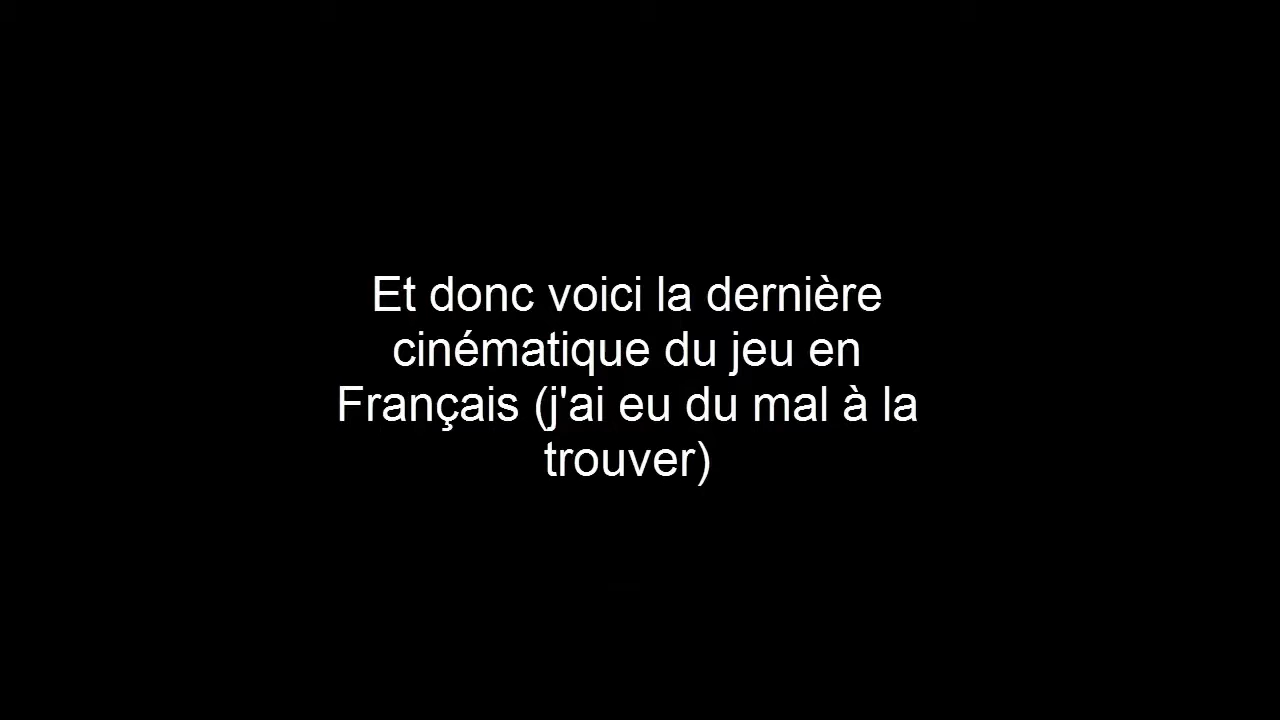 Et donc voici la dernière
cinématique du jeu en
Français (j'ai eu du mal à la
trouver)